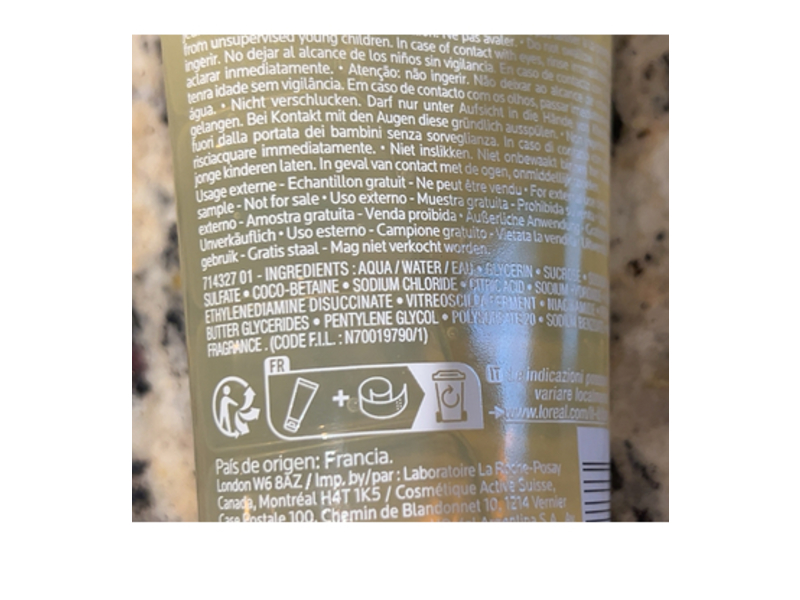 from unsupervised young children. In case of contact with eyes, rinse
ingerir. No dejar al alcance de los niños sin vigilancia. En caso de contacto
aclarar inmediatamente. • Atenção: não ingerir. Não deixar ao alcance
tenra idade sem vigilância. Em caso de contacto com os olhos, passar
água. • Nicht verschlucken. Darf nur unter Aufsicht in die Hände
gelangen. Bei Kontakt mit den Augen diese gründlich ausspülen. • Non
fuori dalla portata dei bambini senza sorveglianza. In caso di
risciacquare immediatamente. • Niet inslikken. Niet onbewaakt
jonge kinderen laten. In geval van contact met de ogen, onmiddellijk
Usage externe - Echantillon gratuit - Ne peut être vendu • For
sample - Not for sale • Uso externo - Muestra gratuita - Prohibida
externo - Amostra gratuita - Venda proibida • Äußerliche Anwendung
Unverkäuflich • Uso esterno - Campione gratuito - Vietata la
gebruik - Gratis staal - Mag niet verkocht worden.
714327 01 - INGREDIENTS : AQUA / WATER / EAU • GLYCERIN •
SULFATE • COCO-BETAINE • SODIUM CHLORIDE • CITRIC ACID • SODIUM
ETHYLENEDIAMINE DISUCCINATE • VITREOSCILLA FERMENT •
BUTTER GLYCERIDES • PENTYLENE GLYCOL • POLYSORBATE 20 • SODIUM
FRAGRANCE . (CODE F.I.L. : N70019790/1)
FR
+
IT Le indicazioni
variare
www.loreal.com
País de origen: Francia.
London W6 8AZ / Imp. by/par : Laboratoire La Roche-Posay
Canada, Montréal H4T 1K5 / Cosmétique Active Suisse,
Case Postale 100, Chemin de Blandonnet 10, 1214 Vernier
Argentina S.A.